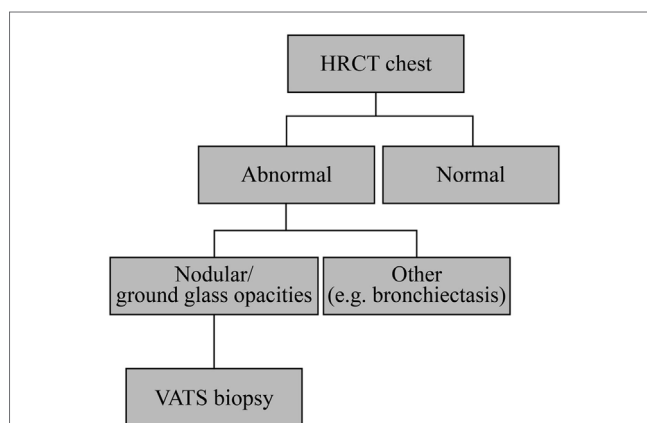 HRCT chest
Abnormal
Normal
Nodular/
ground glass opacities
Other
(e.g. bronchiectasis)
VATS biopsy